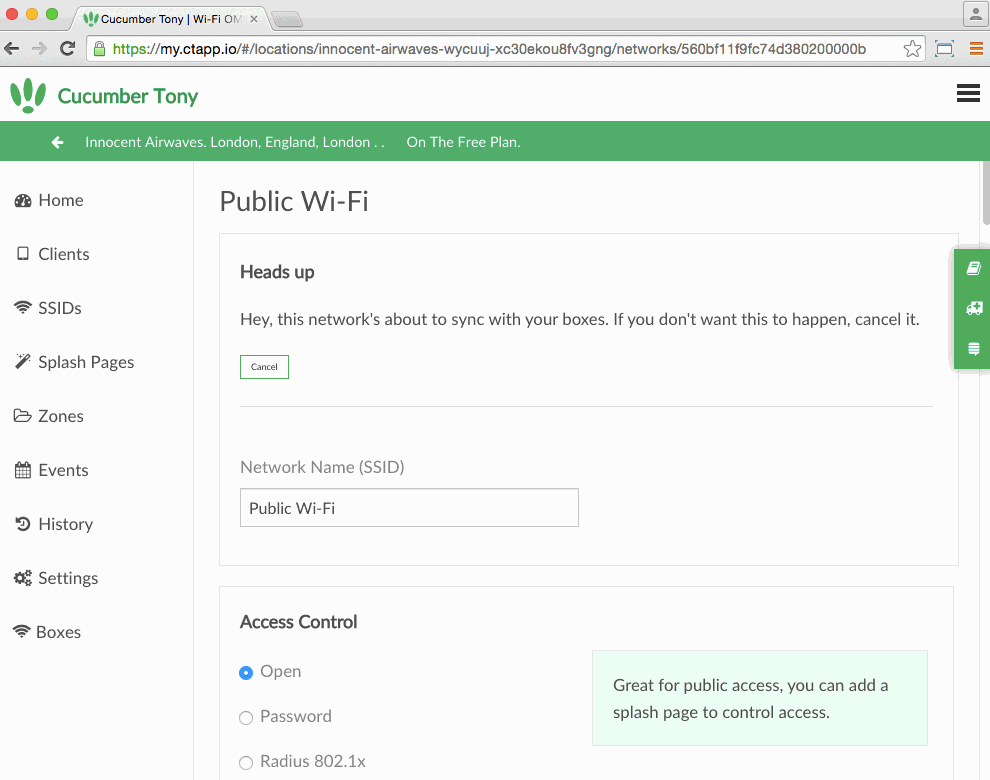 Cucumber Tony | Wi-Fi OM
https://my.ctapp.io/#/locations/innocent-airwaves-wycuuj-xc30ekou8fv3gng/networks/560bf11f9fc74d380200000b
Cucumber Tony
Innocent Airwaves. London, England, London . . On The Free Plan.
Home
Clients
SSIDs
Splash Pages
Zones
Events
History
Settings
Boxes
Public Wi-Fi
Heads up
Hey, this network's about to sync with your boxes. If you don't want this to happen, cancel it.
Cancel
Network Name (SSID)
Public Wi-Fi
Access Control
Open
Password
Radius 802.1x
Great for public access, you can add a
splash page to control access.